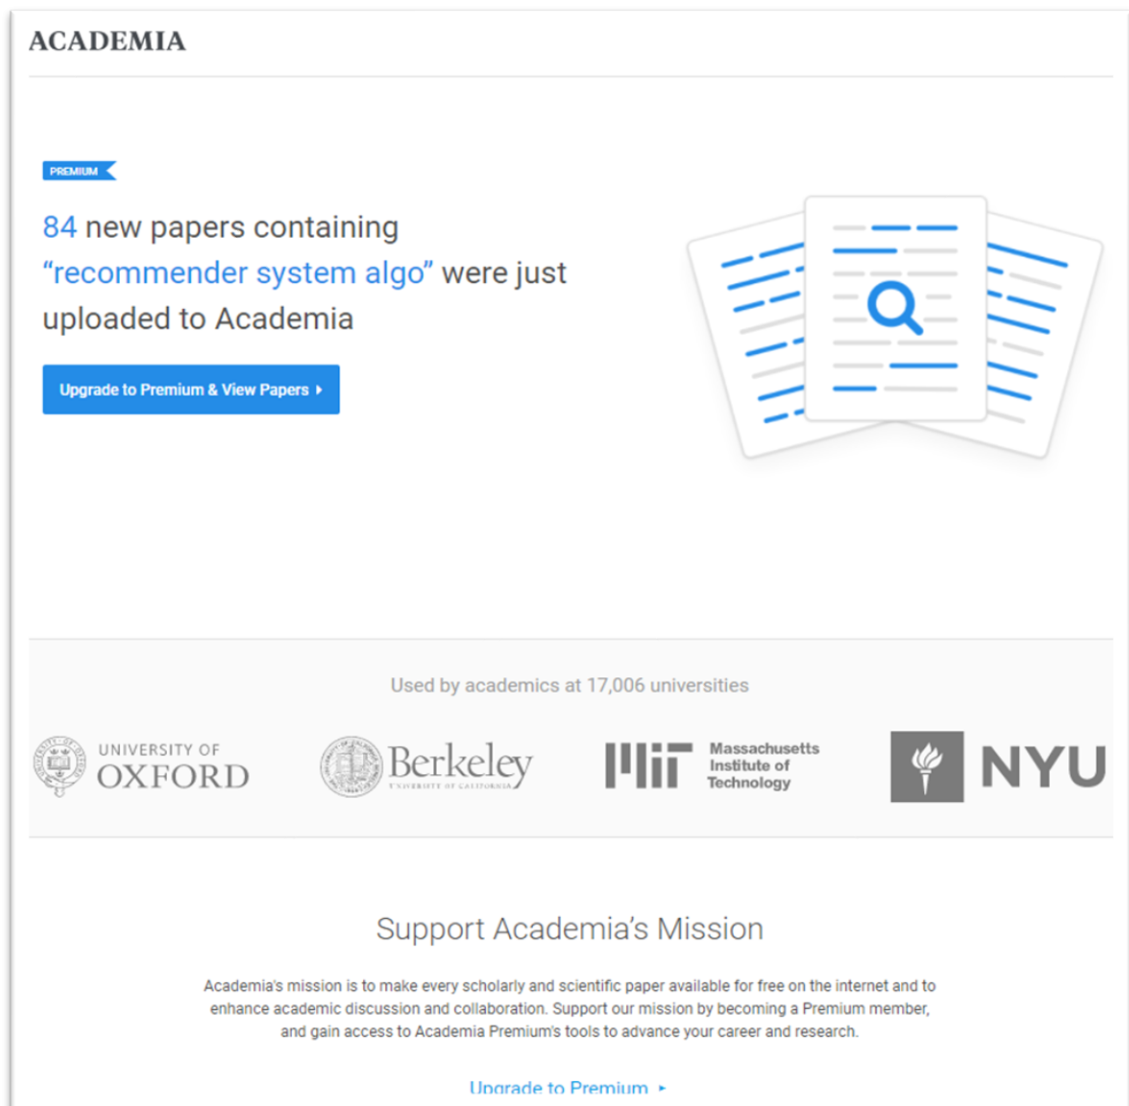 ACADEMIA
PREMIUM
84 new papers containing
“recommender system algo” were just
uploaded to Academia
Upgrade to Premium & View Papers
Used by academics at 17,006 universities
UNIVERSITY OF
OXFORD
Berkeley
UNIVERSITY OF CALIFORNIA
Massachusetts
Institute of
Technology
NYU
Support Academia's Mission
Academia's mission is to make every scholarly and scientific paper available for free on the internet and to
enhance academic discussion and collaboration. Support our mission by becoming a Premium member,
and gain access to Academia Premium's tools to advance your career and research.
Upgrade to Premium